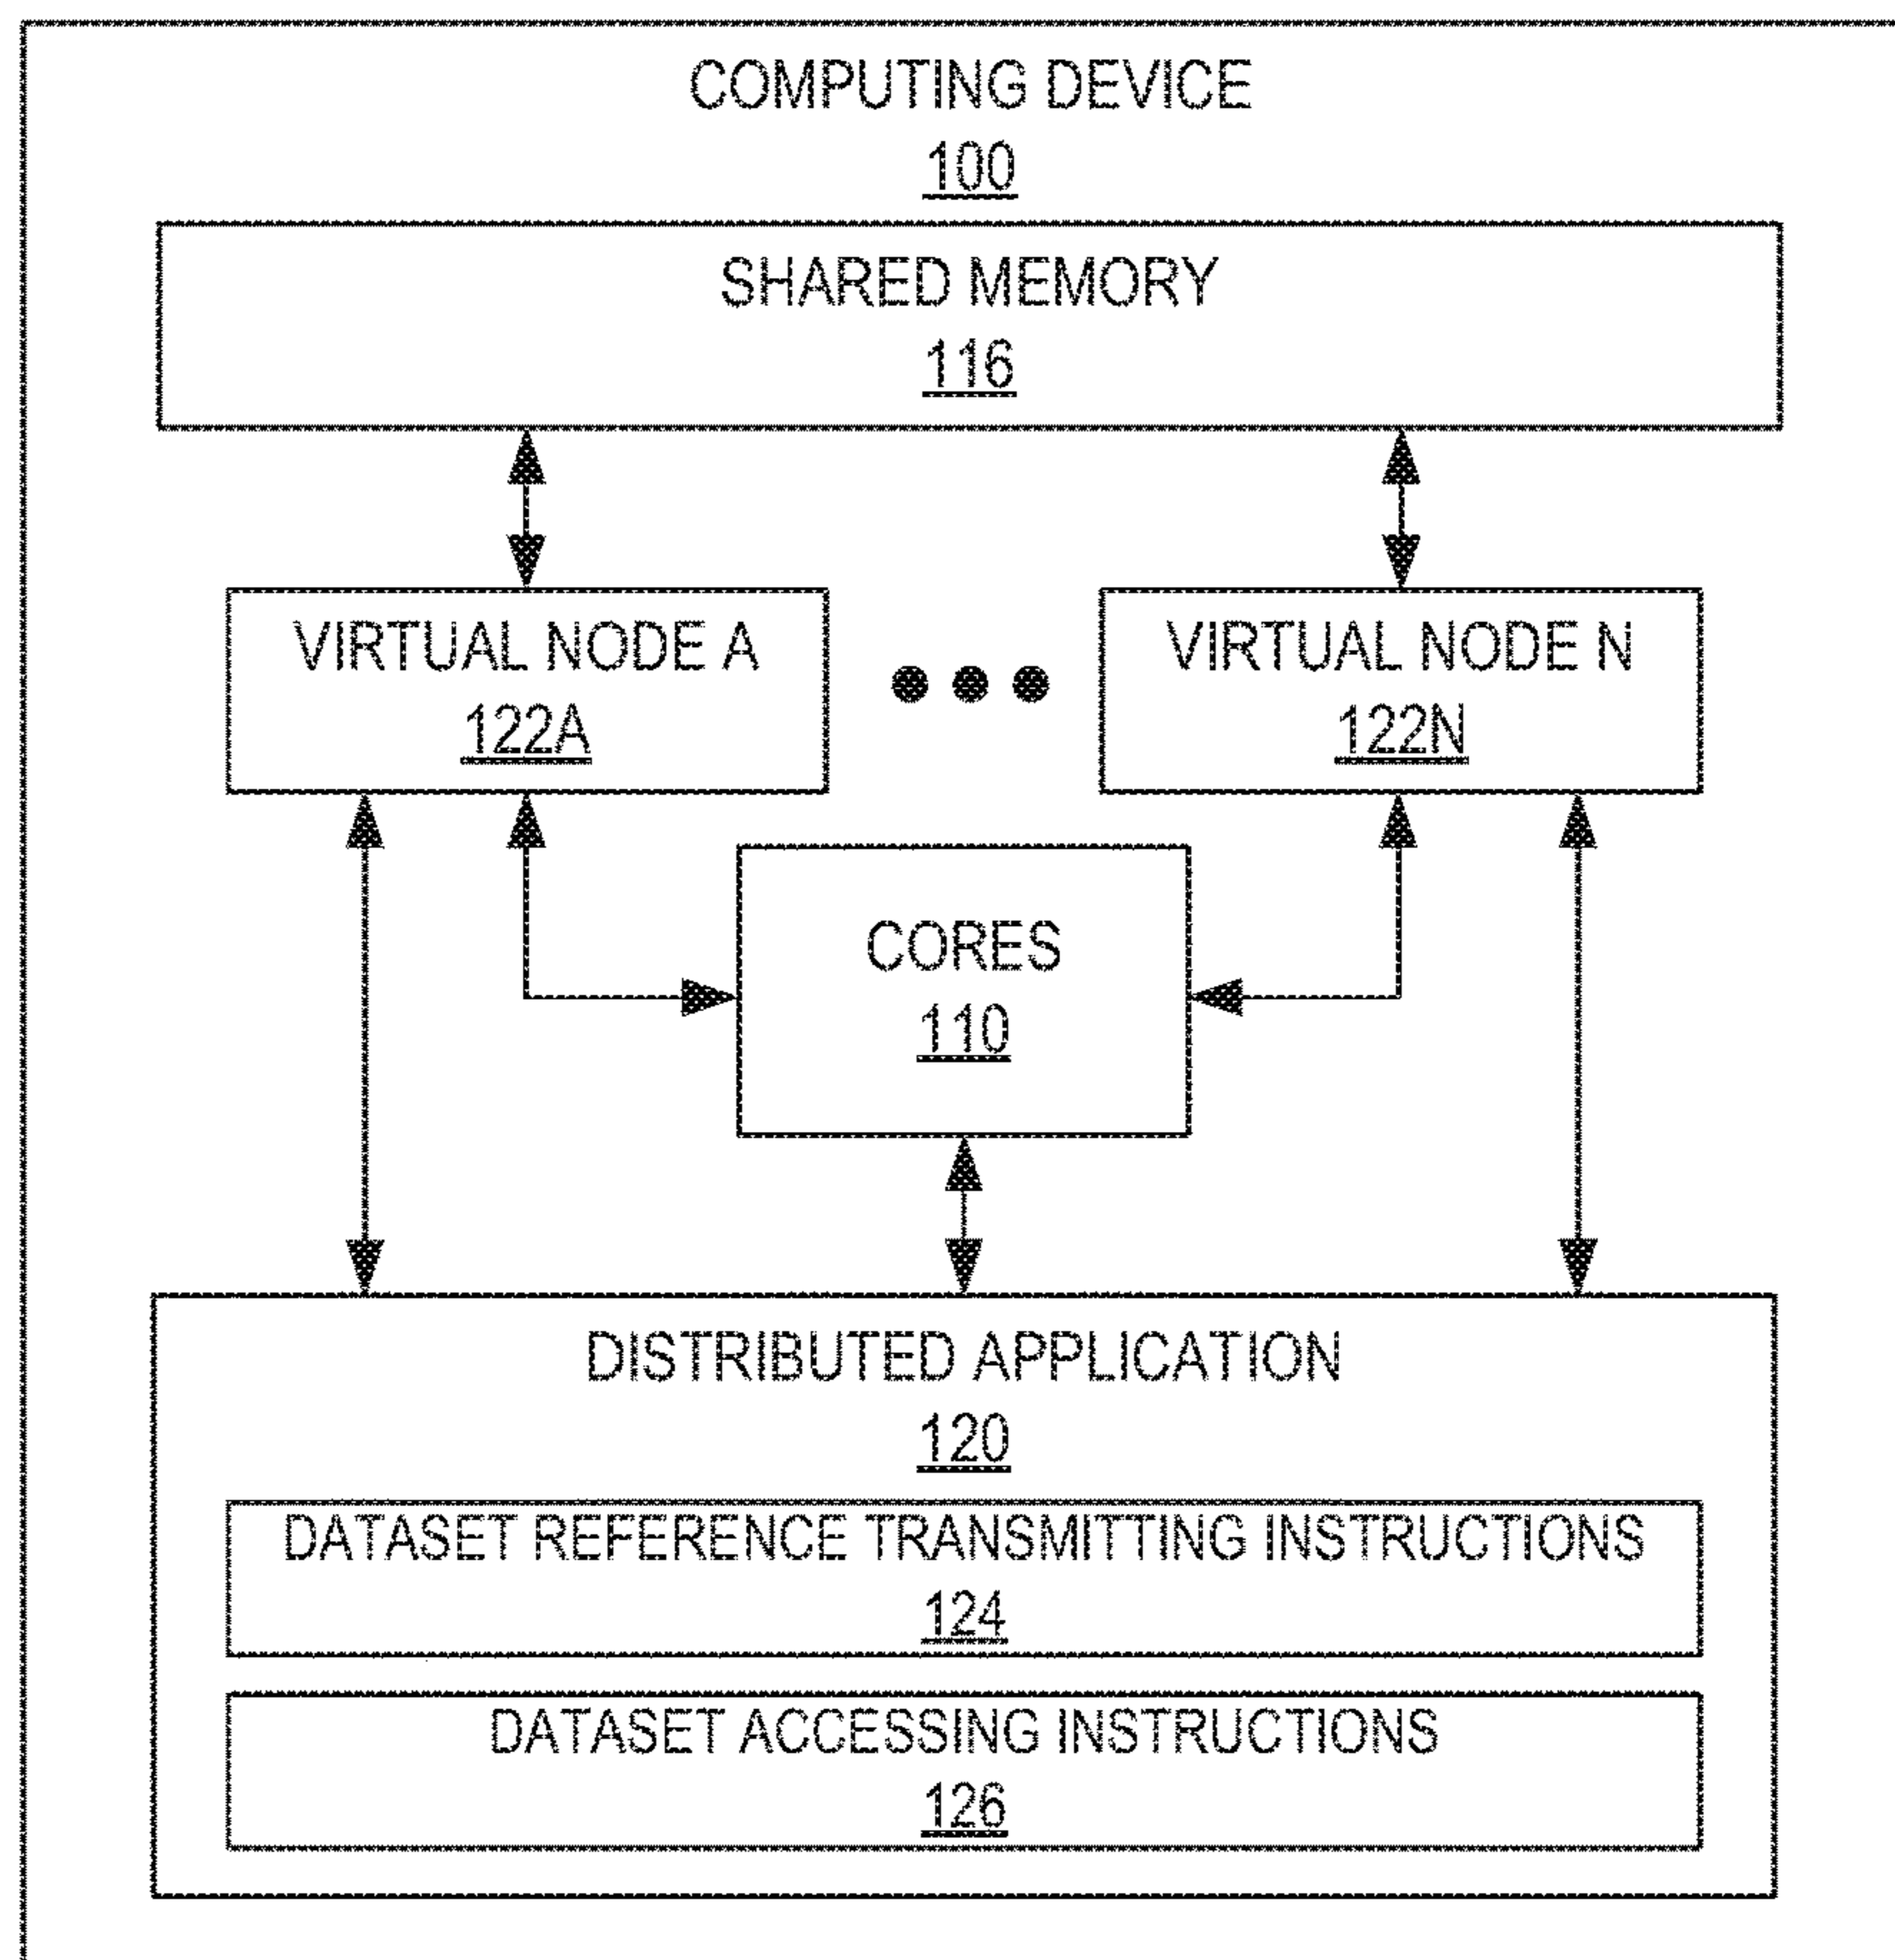 COMPUTING DEVICE
100
SHARED MEMORY
116
VIRTUAL NODE A
122A
VIRTUAL NODE N
122N
CORES
110
DISTRIBUTED APPLICATION
120
DATASET REFERENCE TRANSMITTING INSTRUCTIONS
124
DATASET ACCESSING INSTRUCTIONS
126